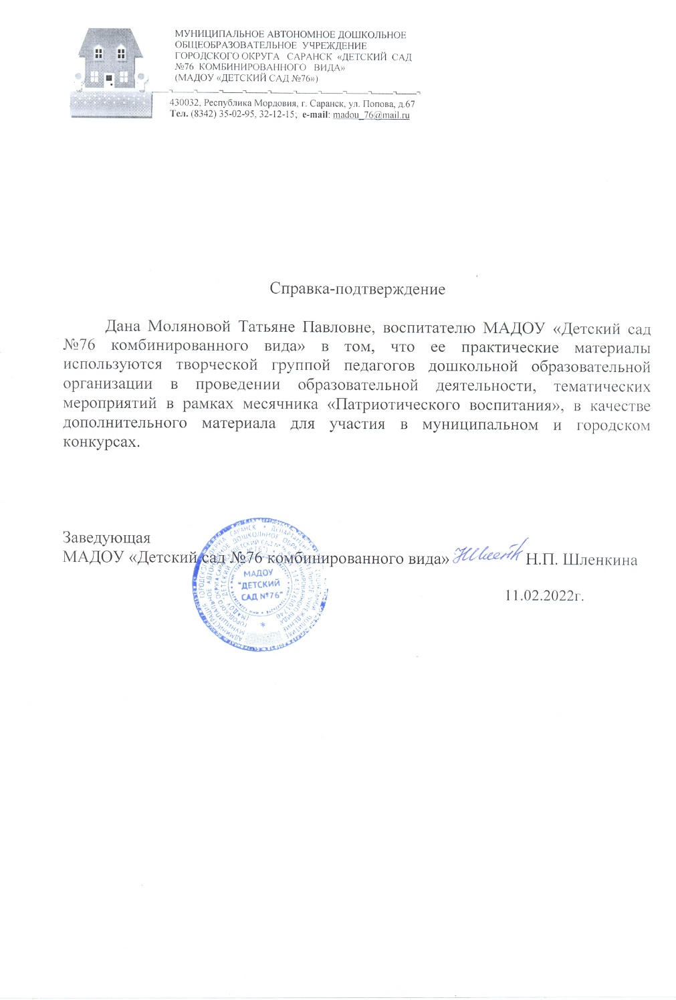 МУНИЦИПАЛЬНОЕ АВТОНОМНОЕ ДОШКОЛЬНОЕ
ОБЩЕОБРАЗОВАТЕЛЬНОЕ УЧРЕЖДЕНИЕ
ГОРОДСКОГО ОКРУГА САРАНСК «ДЕТСКИЙ САД
№76 КОМБИНИРОВАННОГО ВИДА»
(МАДОУ «ДЕТСКИЙ САД №76»)
430032, Республика Мордовия, г. Саранск, ул. Попова, д.67
Тел. (8342) 35-02-95, 32-12-15; e-mail: madou_76@mail.ru
Справка-подтверждение
Дана Моляновой Татьяне Павловне, воспитателю МАДОУ «Детский сад
№76 комбинированного вида» в том, что ее практические материалы
используются творческой группой педагогов дошкольной образовательной
организации в проведении образовательной деятельности, тематических
мероприятий в рамках месячника «Патриотического воспитания», в качестве
дополнительного материала для участия в муниципальном и городском
конкурсах.
Заведующая
МАДОУ «Детский сад №76 комбинированного вида» Н.П. Шленкина
МАДОУ
"ДЕТСКИЙ
САД №76"
11.02.2022г.